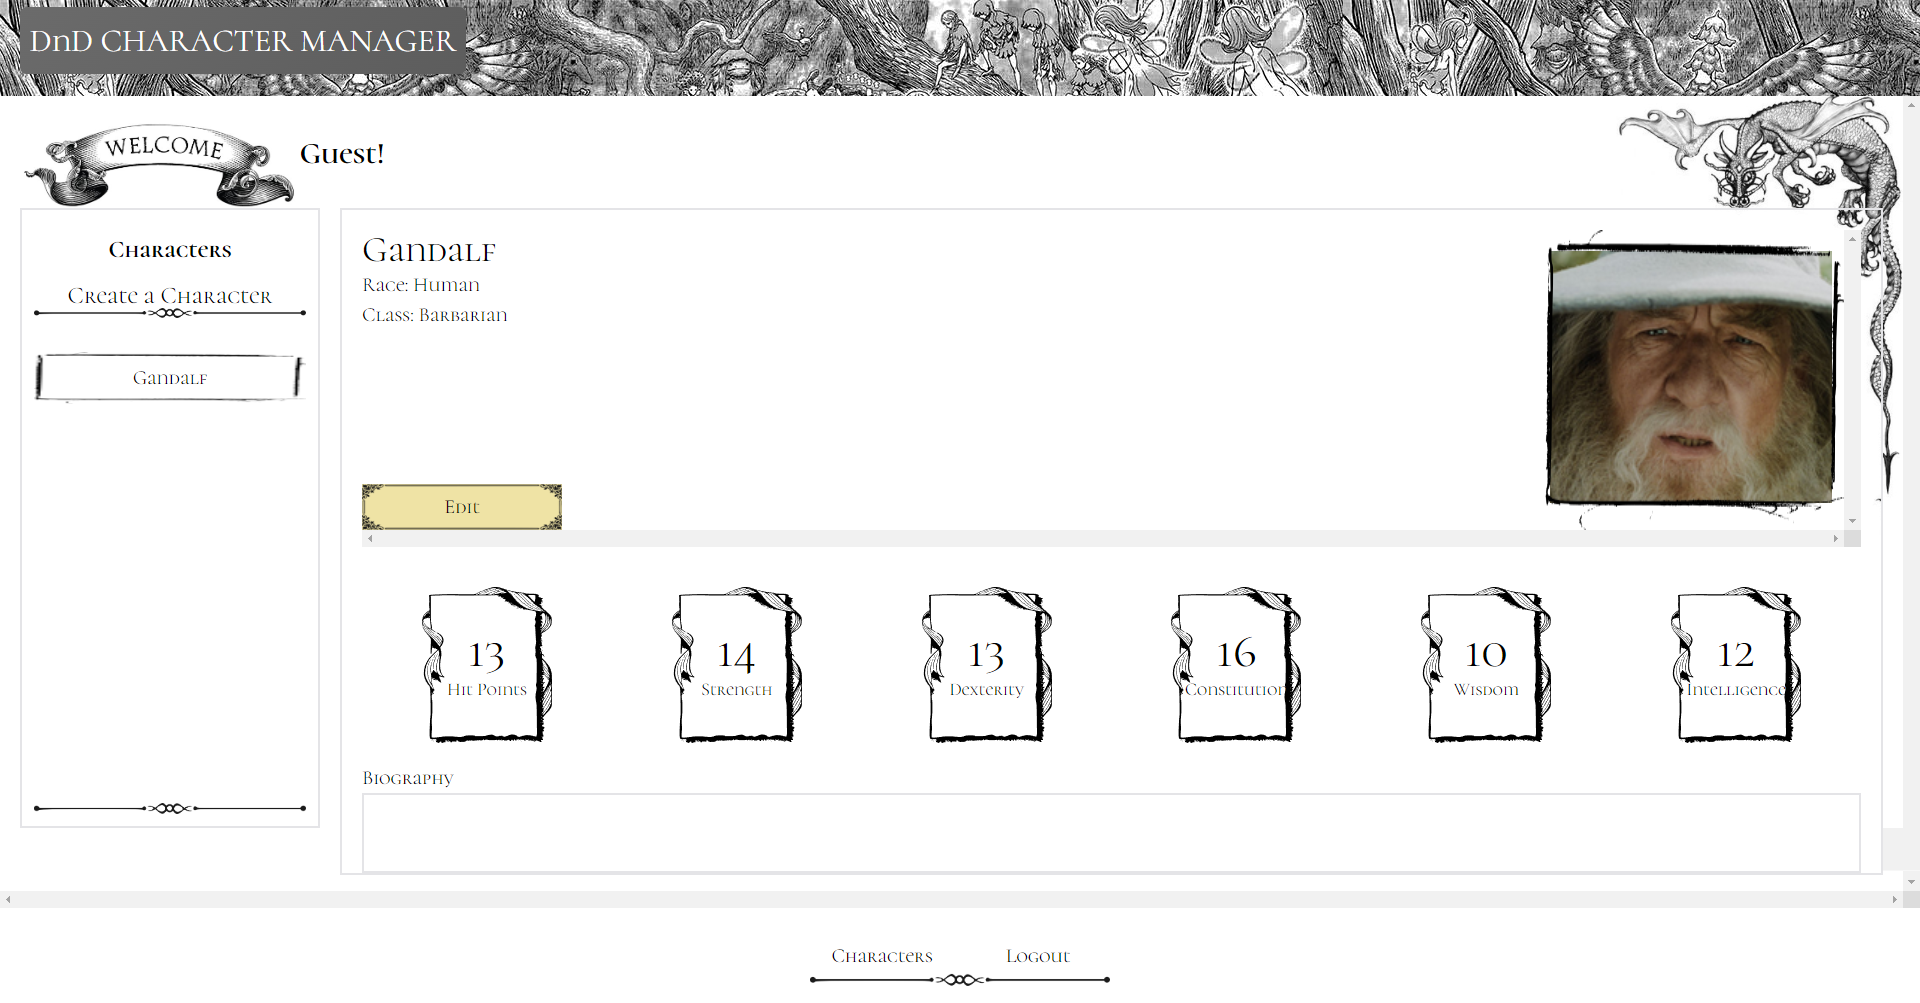 DnD CHARACTER MANAGER
WELCOME
Guest!
Characters
Create a Character
Gandalf
Gandalf
Race: Human
Class: Barbarian
Edit
13
Hit Points
14
Strength
13
Dexterity
16
Constitution
10
Wisdom
12
Intelligence
Biography
Characters
Logout